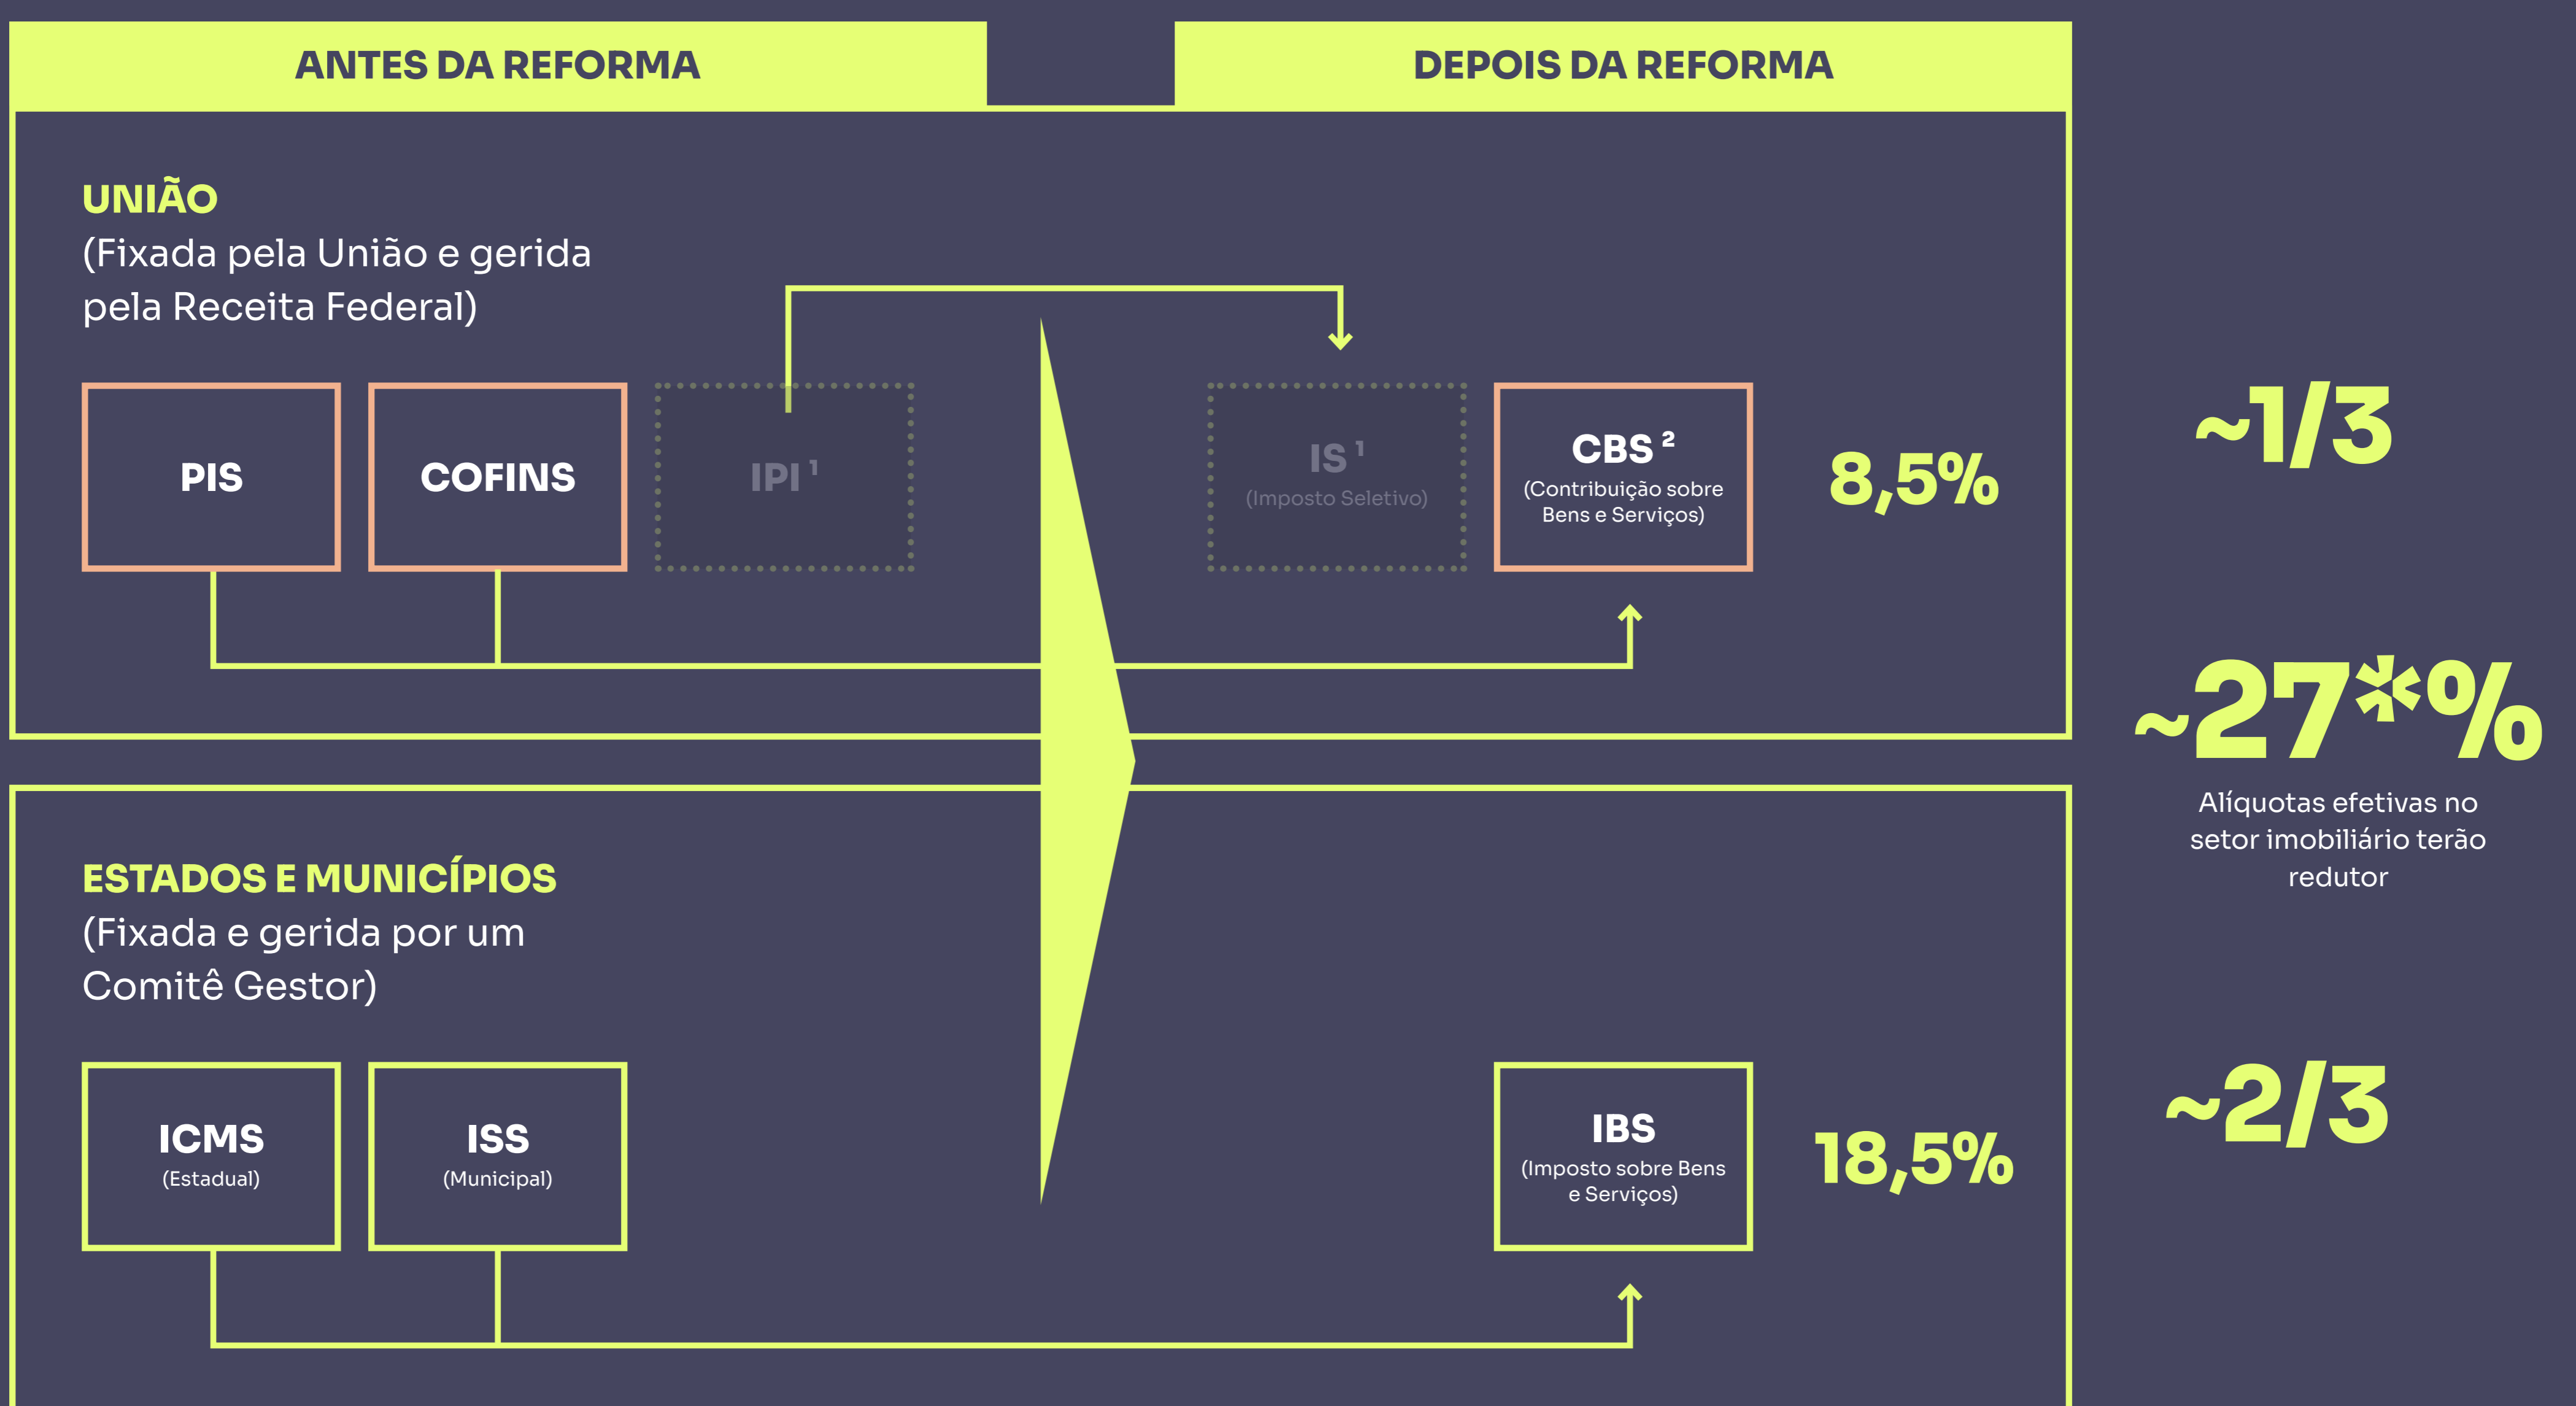 ANTES DA REFORMA
DEPOIS DA REFORMA
UNIÃO
(Fixada pela União e gerida
pela Receita Federal)
PIS
COFINS
IPI ¹
IS ¹
(Imposto Seletivo)
CBS ²
(Contribuição sobre
Bens e Serviços)
8,5%
~1/3
~27*%
Alíquotas efetivas no
setor imobiliário terão
redutor
ESTADOS E MUNICÍPIOS
(Fixada e gerida por um
Comitê Gestor)
ICMS
(Estadual)
ISS
(Municipal)
IBS
(Imposto sobre Bens
e Serviços)
18,5%
~2/3